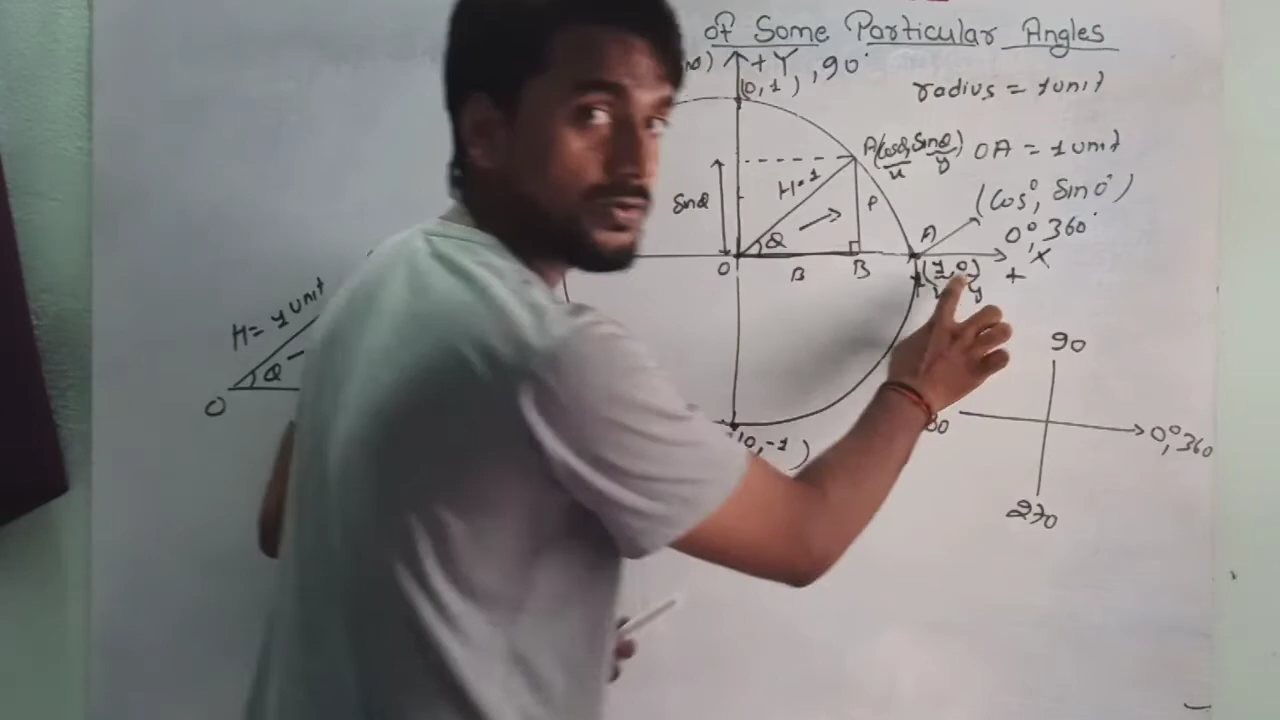 of Some Particular Angles
+Y
(0, 1), 90°
radius = 1 unit
A(Cosθ, Sinθ)
x y
OA = 1 unit
H=1
Sinθ
P
(Cos0°, Sin0°)
A
0°, 360°
θ
O
B
B
(1, 0)
y
+ X
H = 1 unit
θ
O
90
0°, 360
270
(0, -1)